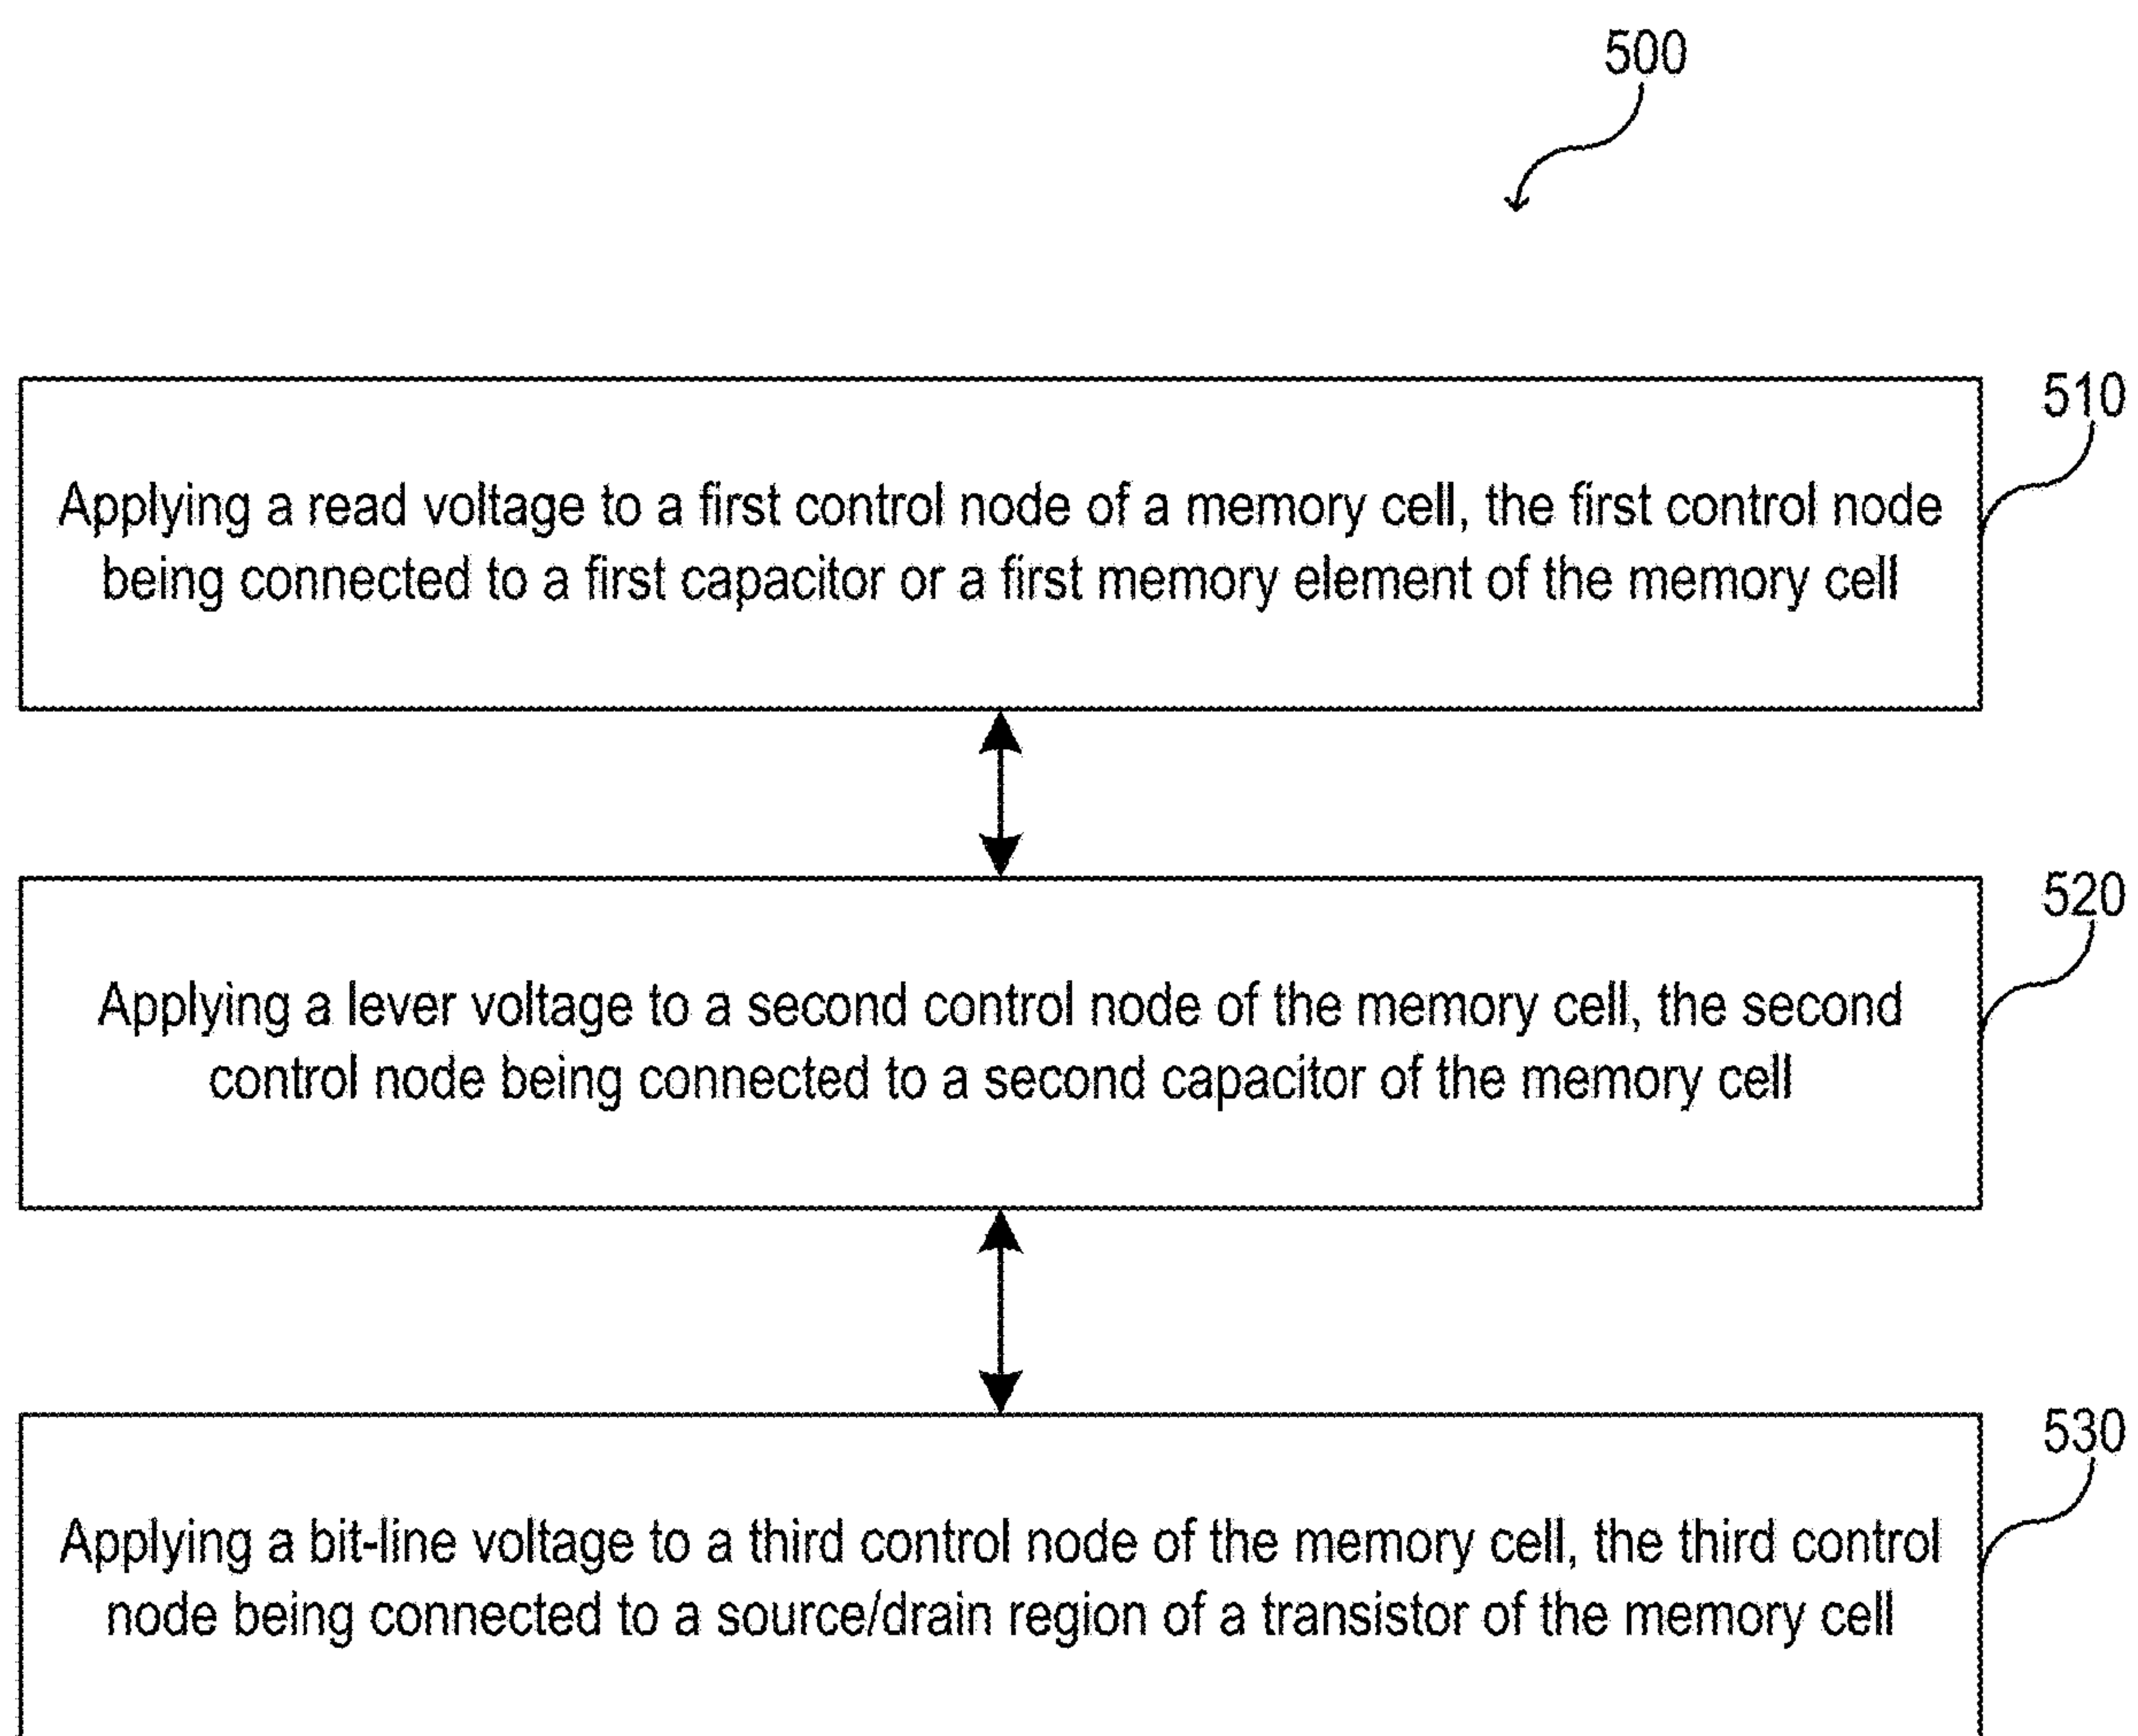 500
510
Applying a read voltage to a first control node of a memory cell, the first control node
being connected to a first capacitor or a first memory element of the memory cell
520
Applying a lever voltage to a second control node of the memory cell, the second
control node being connected to a second capacitor of the memory cell
530
Applying a bit-line voltage to a third control node of the memory cell, the third control
node being connected to a source/drain region of a transistor of the memory cell